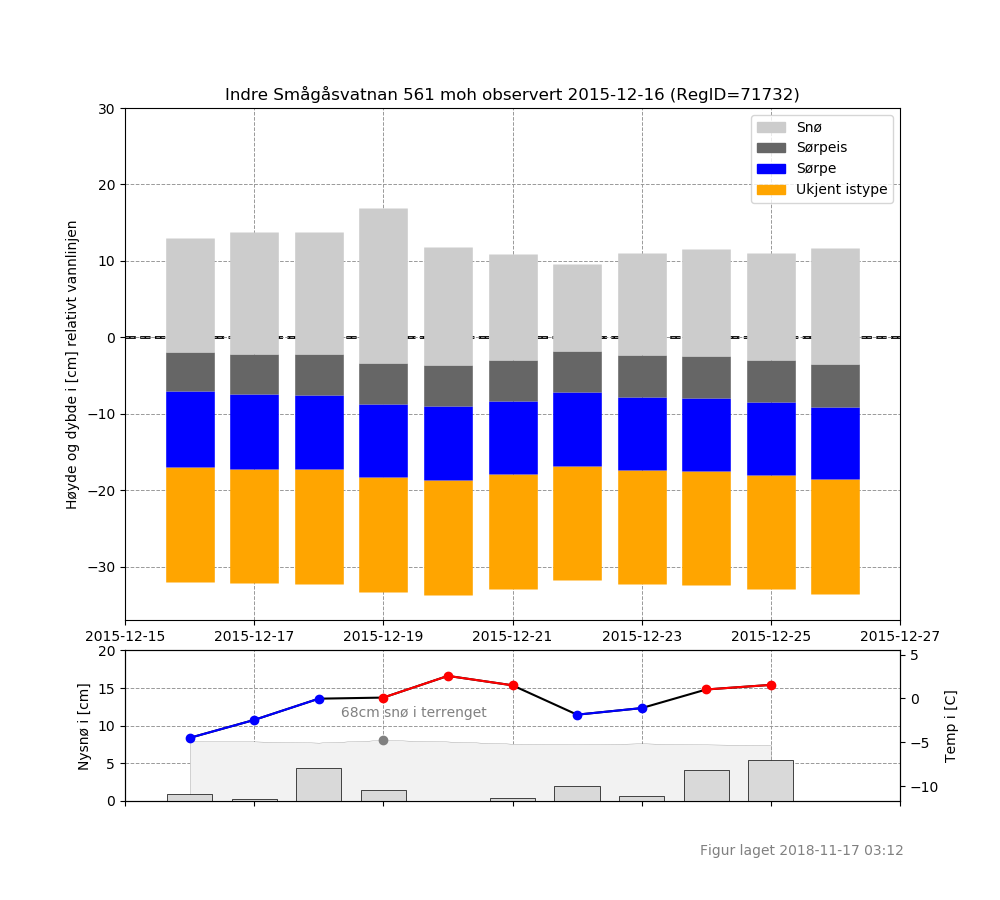 Indre Smågåsvatnan 561 moh observert 2015-12-16 (RegID=71732)
Høyde og dybde i [cm] relativt vannlinjen
30
20
10
0
−10
−20
−30
Snø
Sørpeis
Sørpe
Ukjent istype
2015-12-15 2015-12-17 2015-12-19 2015-12-21 2015-12-23 2015-12-25 2015-12-27
Nysnø i [cm]
20
15
10
5
0
68cm snø i terrenget
5
0
−5
−10
Temp i [C]
Figur laget 2018-11-17 03:12